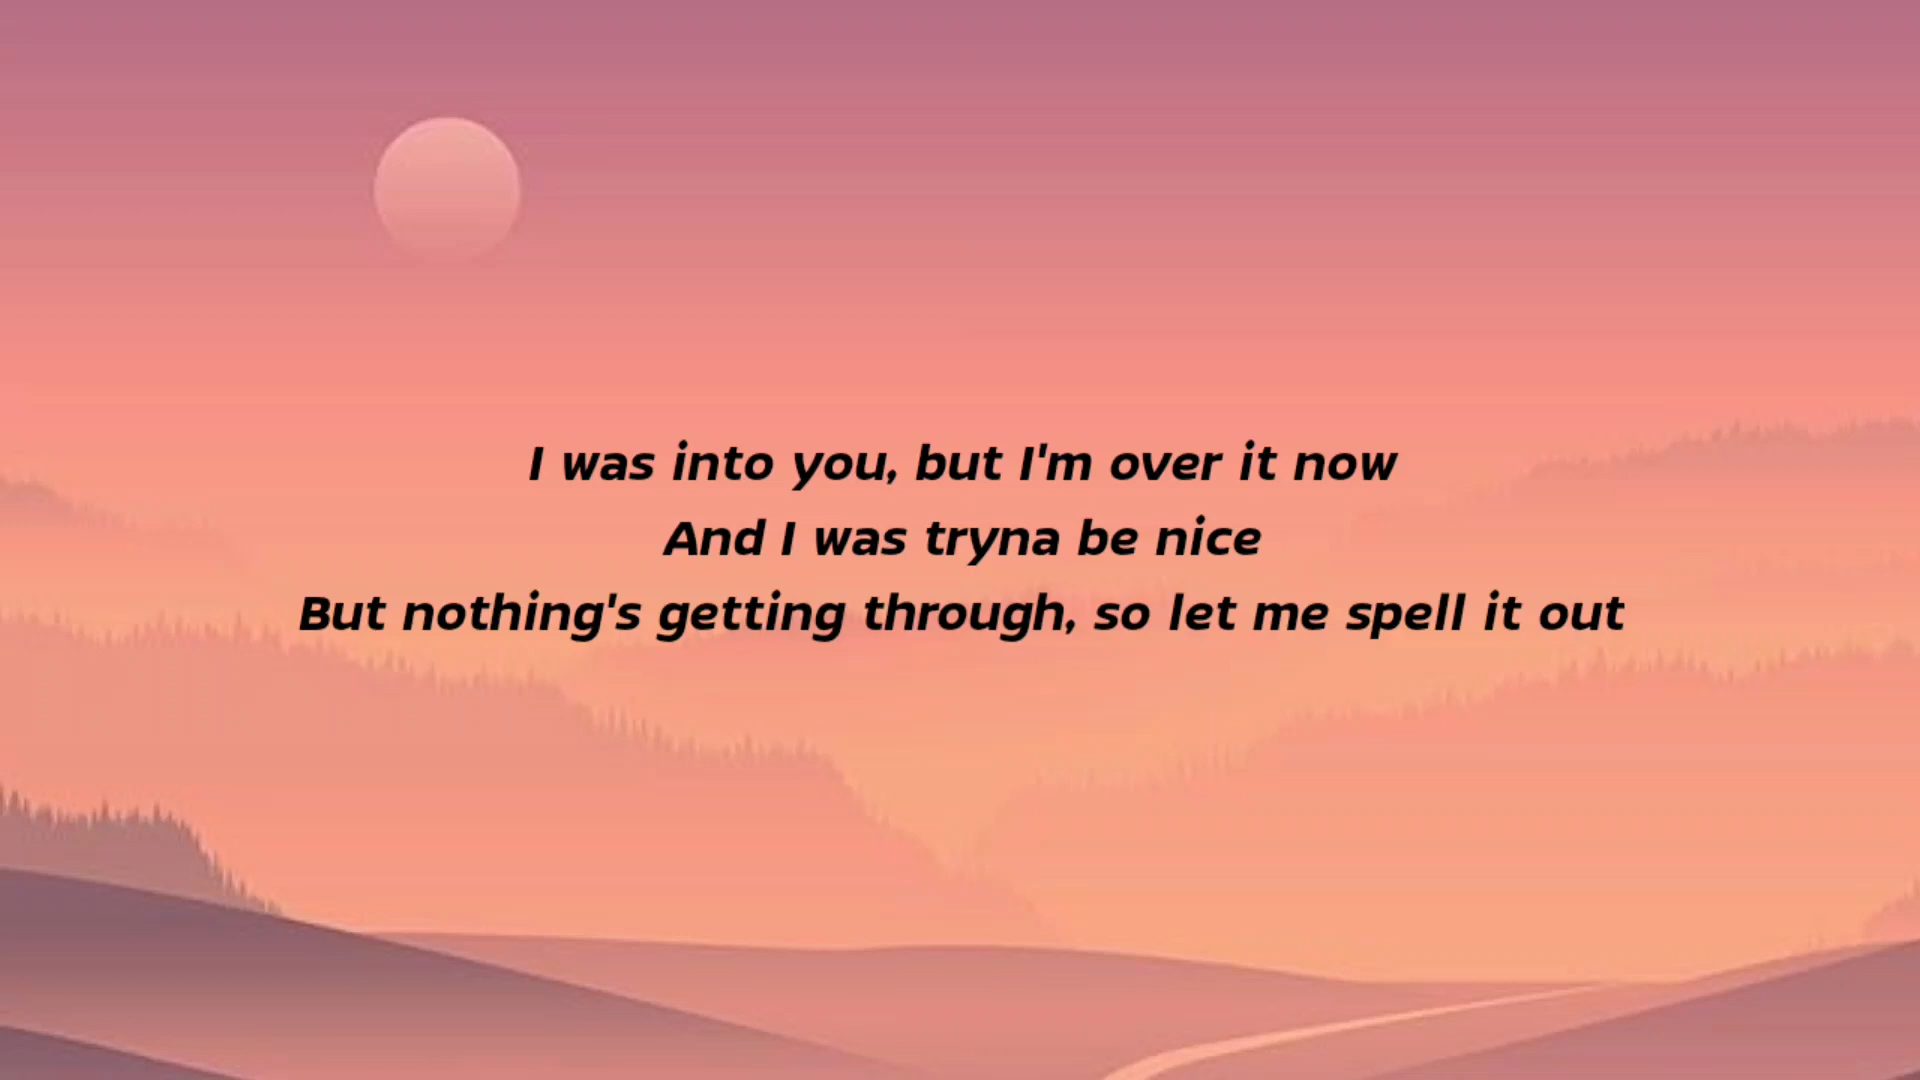 I was into you, but I'm over it now
And I was tryna be nice
But nothing's getting through, so let me spell it out